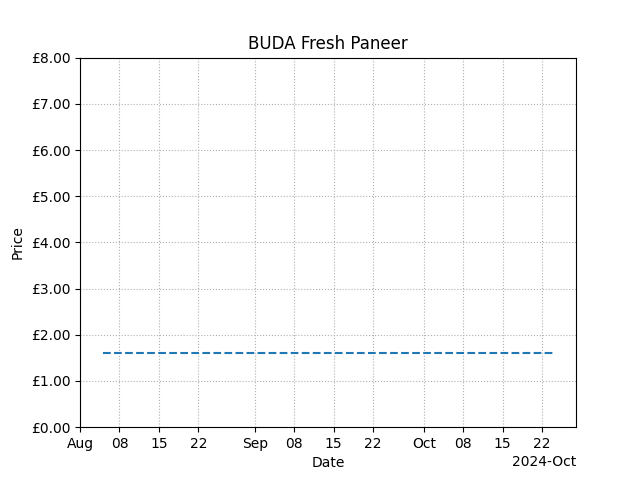 BUDA Fresh Paneer
£8.00
£7.00
£6.00
£5.00
£4.00
£3.00
£2.00
£1.00
£0.00
Price
Aug 08 15 22 Sep 08 15 22 Oct 08 15 22
Date
2024-Oct